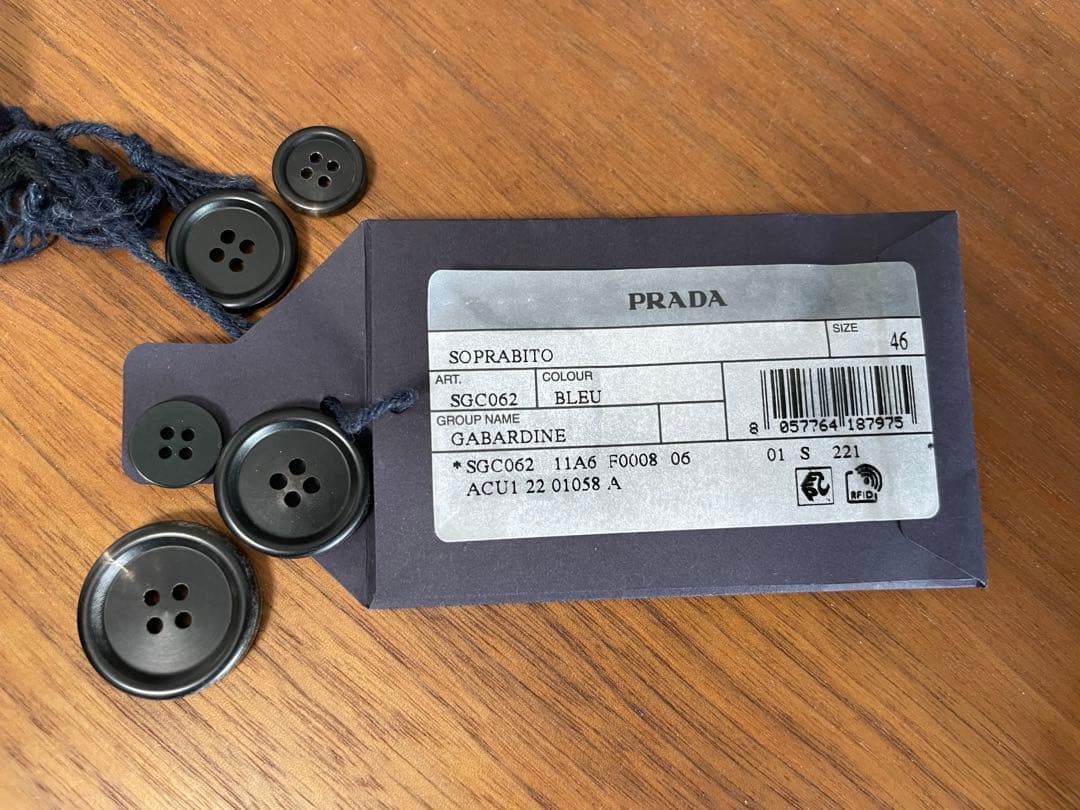 PRADA
SOPRABITO
SIZE
46
ART.
SGC062
COLOUR
BLEU
GROUP NAME
GABARDINE
8 057764 187975
*SGC062 11A6 F0008 06
ACU1 22 01058 A
01 S 221
RFID